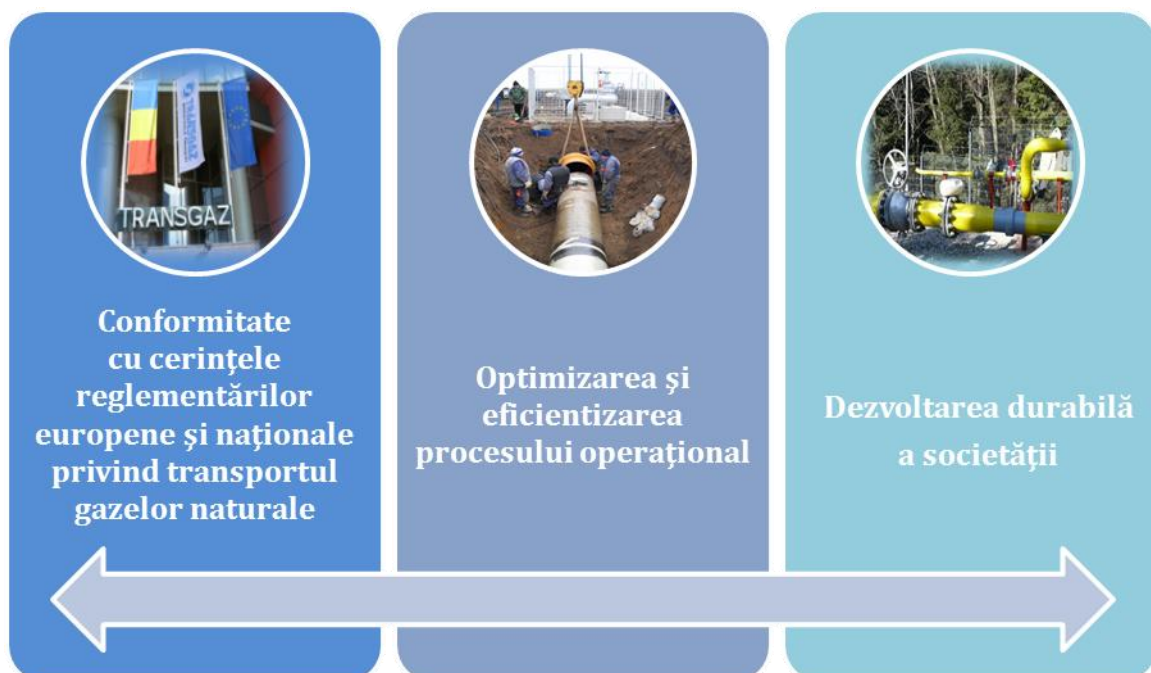 TRANSGAZ
TRANSGAZ
Conformitate
cu cerinţele
reglementărilor
europene şi naţionale
privind transportul
gazelor naturale
Optimizarea şi
eficientizarea
procesului operaţional
Dezvoltarea durabilă
a societăţii